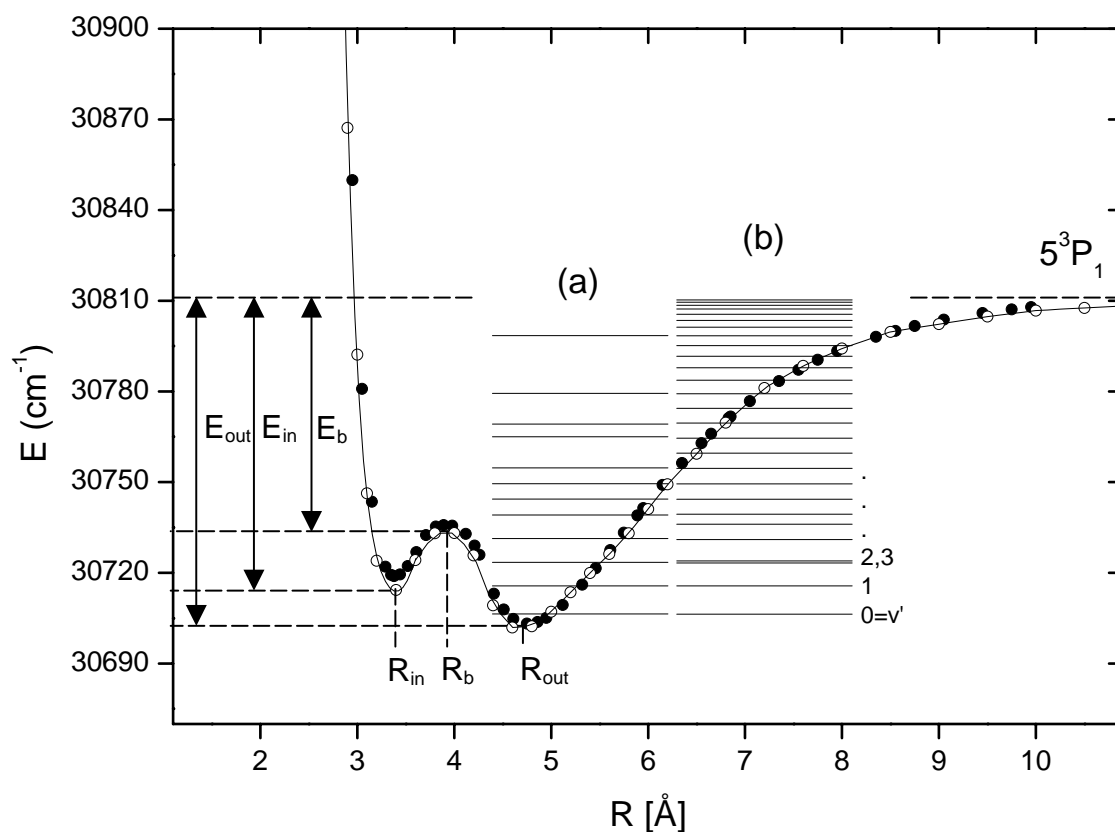 30900
30870
30840
30810
30780
30750
30720
30690
E (cm⁻¹)
(a)
(b)
5³P₁
E_out
E_in
E_b
.
.
.
2,3
1
0=v'
R_in
R_b
R_out
2 3 4 5 6 7 8 9 10
R [Å]